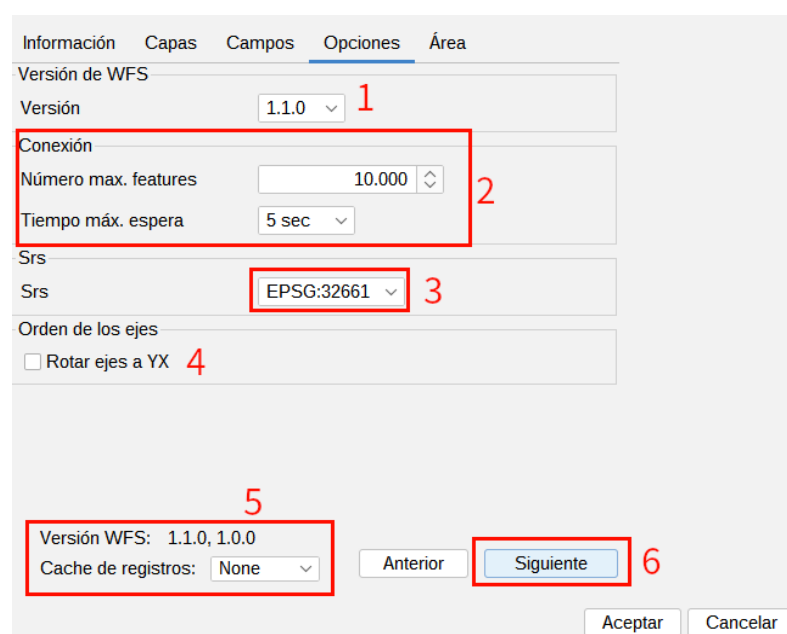 Información Capas Campos Opciones Área
Versión de WFS
Versión 1.1.0 1
Conexión
Número max. features 10.000
2
Tiempo máx. espera 5 sec
Srs
Srs EPSG:32661 3
Orden de los ejes
Rotar ejes a YX 4
5
Versión WFS: 1.1.0, 1.0.0
Cache de registros: None Anterior Siguiente 6
Aceptar Cancelar